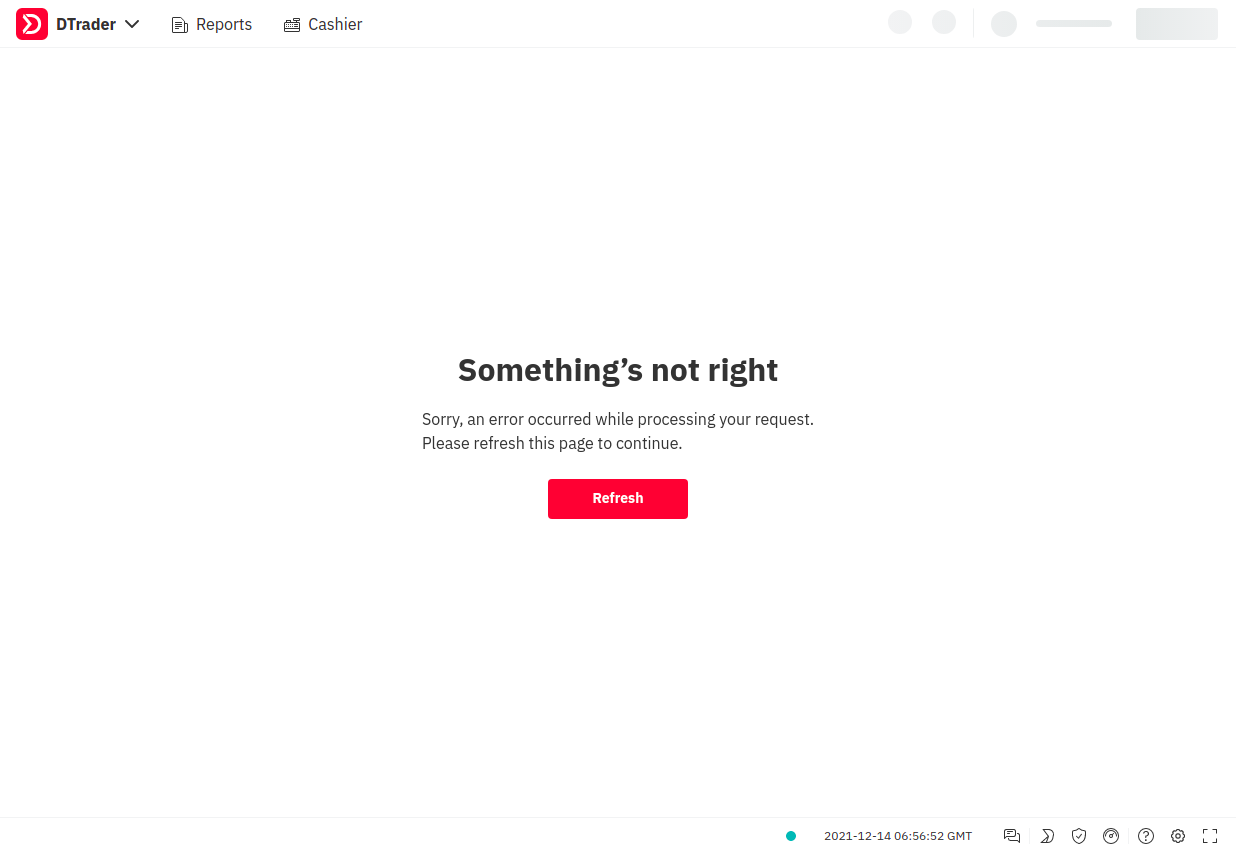 DTrader
Reports
Cashier
Something’s not right
Sorry, an error occurred while processing your request.
Please refresh this page to continue.
Refresh
2021-12-14 06:56:52 GMT